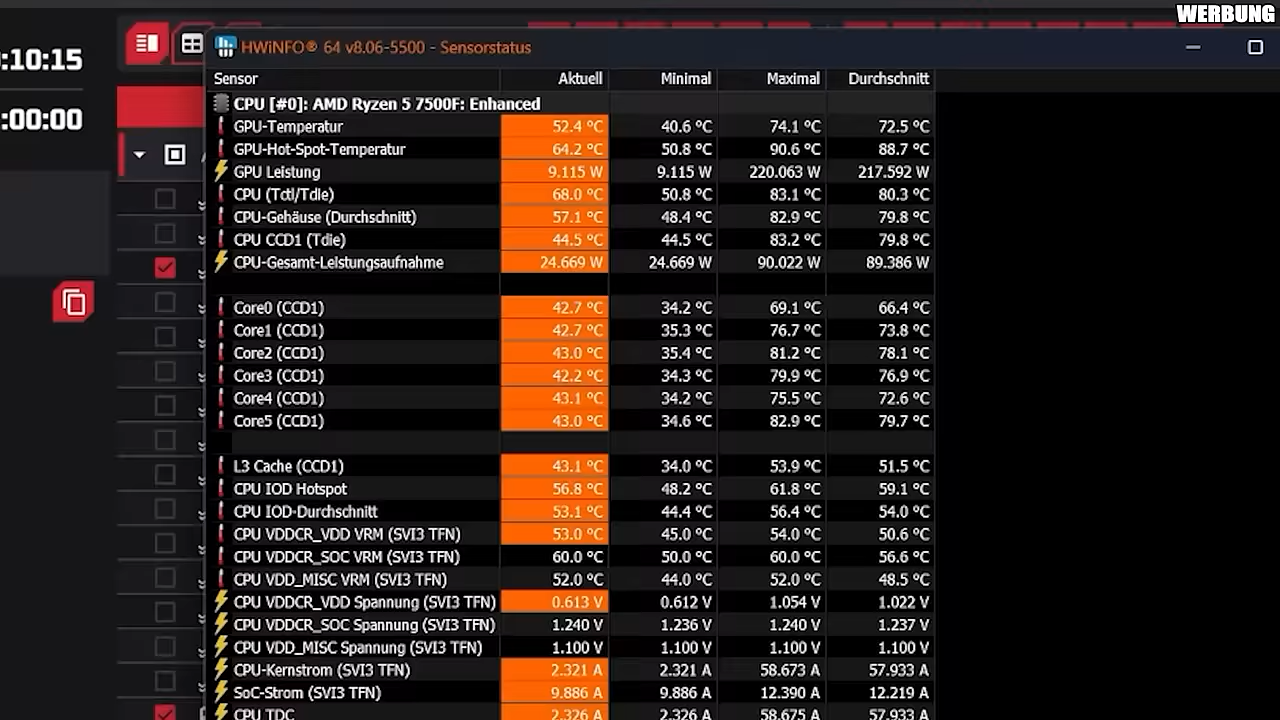 WERBUNG
:10:15
:00:00
HWiNFO® 64 v8.06-5500 - Sensorstatus
Sensor Aktuell Minimal Maximal Durchschnitt
CPU [#0]: AMD Ryzen 5 7500F: Enhanced
GPU-Temperatur 52.4 °C 40.6 °C 74.1 °C 72.5 °C
GPU-Hot-Spot-Temperatur 64.2 °C 50.8 °C 90.6 °C 88.7 °C
GPU Leistung 9.115 W 9.115 W 220.063 W 217.592 W
CPU (Tctl/Tdie) 68.0 °C 50.8 °C 83.1 °C 80.3 °C
CPU-Gehäuse (Durchschnitt) 57.1 °C 48.4 °C 82.9 °C 79.8 °C
CPU CCD1 (Tdie) 44.5 °C 44.5 °C 83.2 °C 79.8 °C
CPU-Gesamt-Leistungsaufnahme 24.669 W 24.669 W 90.022 W 89.386 W
Core0 (CCD1) 42.7 °C 34.2 °C 69.1 °C 66.4 °C
Core1 (CCD1) 42.7 °C 35.3 °C 76.7 °C 73.8 °C
Core2 (CCD1) 43.0 °C 35.4 °C 81.2 °C 78.1 °C
Core3 (CCD1) 42.2 °C 34.3 °C 79.9 °C 76.9 °C
Core4 (CCD1) 43.1 °C 34.2 °C 75.5 °C 72.6 °C
Core5 (CCD1) 43.0 °C 34.6 °C 82.9 °C 79.7 °C
L3 Cache (CCD1) 43.1 °C 34.0 °C 53.9 °C 51.5 °C
CPU IOD Hotspot 56.8 °C 48.2 °C 61.8 °C 59.1 °C
CPU IOD-Durchschnitt 53.1 °C 44.4 °C 56.4 °C 54.0 °C
CPU VDDCR_VDD VRM (SVI3 TFN) 53.0 °C 45.0 °C 54.0 °C 50.6 °C
CPU VDDCR_SOC VRM (SVI3 TFN) 60.0 °C 50.0 °C 60.0 °C 56.6 °C
CPU VDD_MISC VRM (SVI3 TFN) 52.0 °C 44.0 °C 52.0 °C 48.5 °C
CPU VDDCR_VDD Spannung (SVI3 TFN) 0.613 V 0.612 V 1.054 V 1.022 V
CPU VDDCR_SOC Spannung (SVI3 TFN) 1.240 V 1.236 V 1.240 V 1.237 V
CPU VDD_MISC Spannung (SVI3 TFN) 1.100 V 1.100 V 1.100 V 1.100 V
CPU-Kernstrom (SVI3 TFN) 2.321 A 2.321 A 58.673 A 57.933 A
SoC-Strom (SVI3 TFN) 9.886 A 9.886 A 12.390 A 12.219 A
CPU TDC 2.326 A 2.326 A 58.675 A 57.933 A